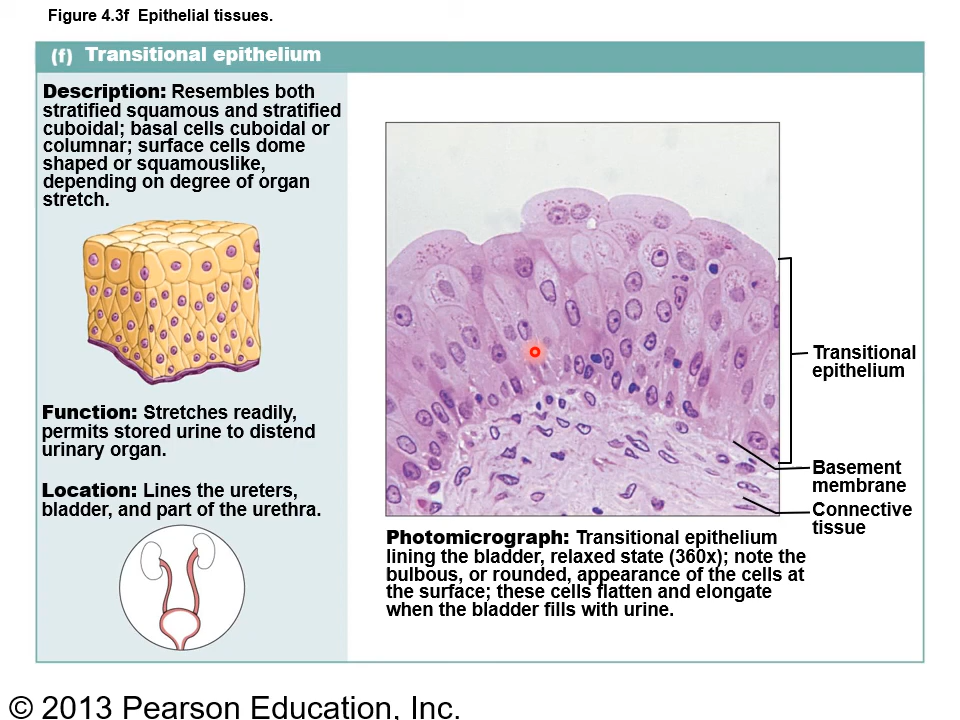 Figure 4.3f  Epithelial tissues.
(f) Transitional epithelium
Description: Resembles both
stratified squamous and stratified
cuboidal; basal cells cuboidal or
columnar; surface cells dome
shaped or squamouslike,
depending on degree of organ
stretch.
Function: Stretches readily,
permits stored urine to distend
urinary organ.
Location: Lines the ureters,
bladder, and part of the urethra.
Transitional
epithelium
Basement
membrane
Connective
tissue
Photomicrograph: Transitional epithelium
lining the bladder, relaxed state (360x); note the
bulbous, or rounded, appearance of the cells at
the surface; these cells flatten and elongate
when the bladder fills with urine.
© 2013 Pearson Education, Inc.